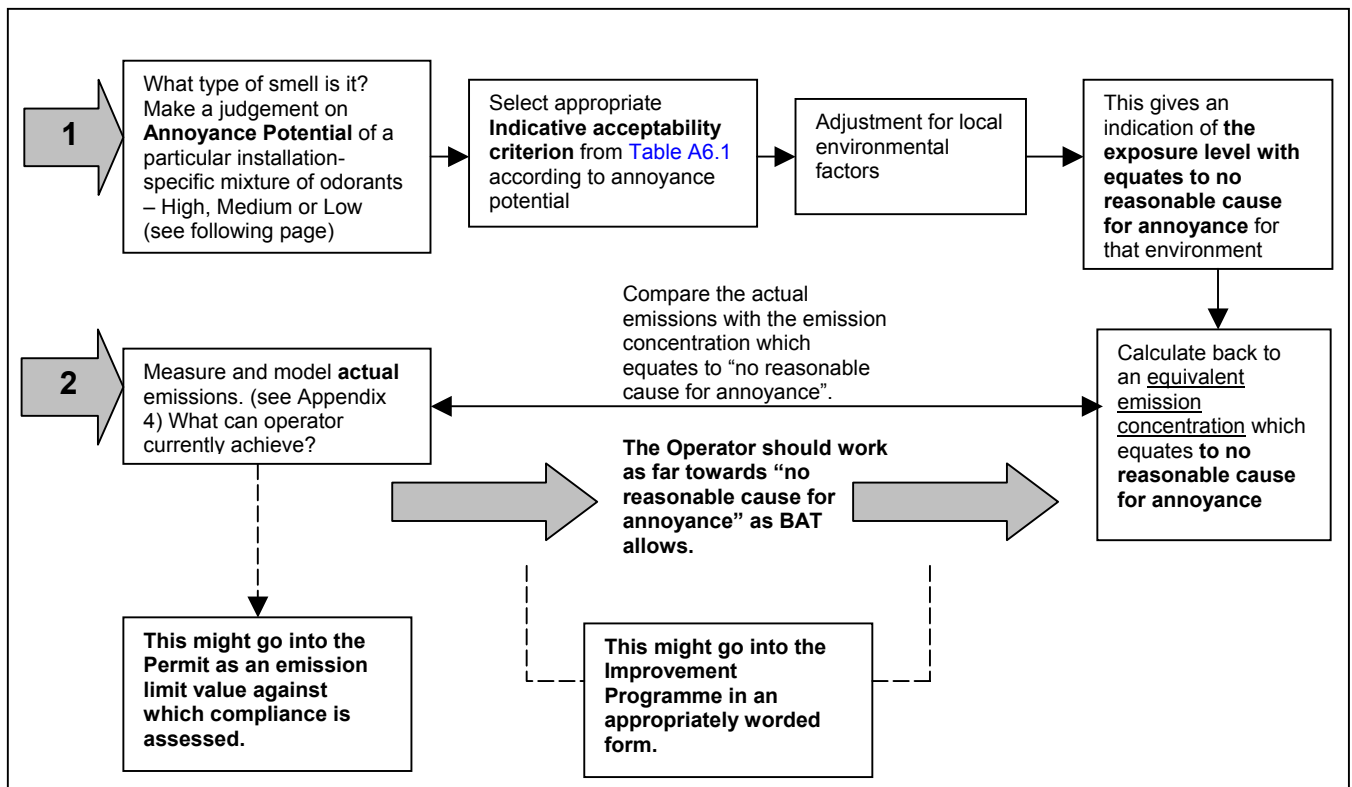 1
What type of smell is it?
Make a judgement on
Annoyance Potential of a
particular installation-
specific mixture of odorants
– High, Medium or Low
(see following page)
Select appropriate
Indicative acceptability
criterion from Table A6.1
according to annoyance
potential
Adjustment for local
environmental
factors
This gives an
indication of the
exposure level with
equates to no
reasonable cause
for annoyance for
that environment
2
Measure and model actual
emissions. (see Appendix
4) What can operator
currently achieve?
Compare the actual
emissions with the emission
concentration which
equates to “no reasonable
cause for annoyance”.
Calculate back to
an equivalent
emission
concentration which
equates to no
reasonable cause
for annoyance
The Operator should work
as far towards “no
reasonable cause for
annoyance” as BAT
allows.
This might go into the
Permit as an emission
limit value against
which compliance is
assessed.
This might go into the
Improvement
Programme in an
appropriately worded
form.